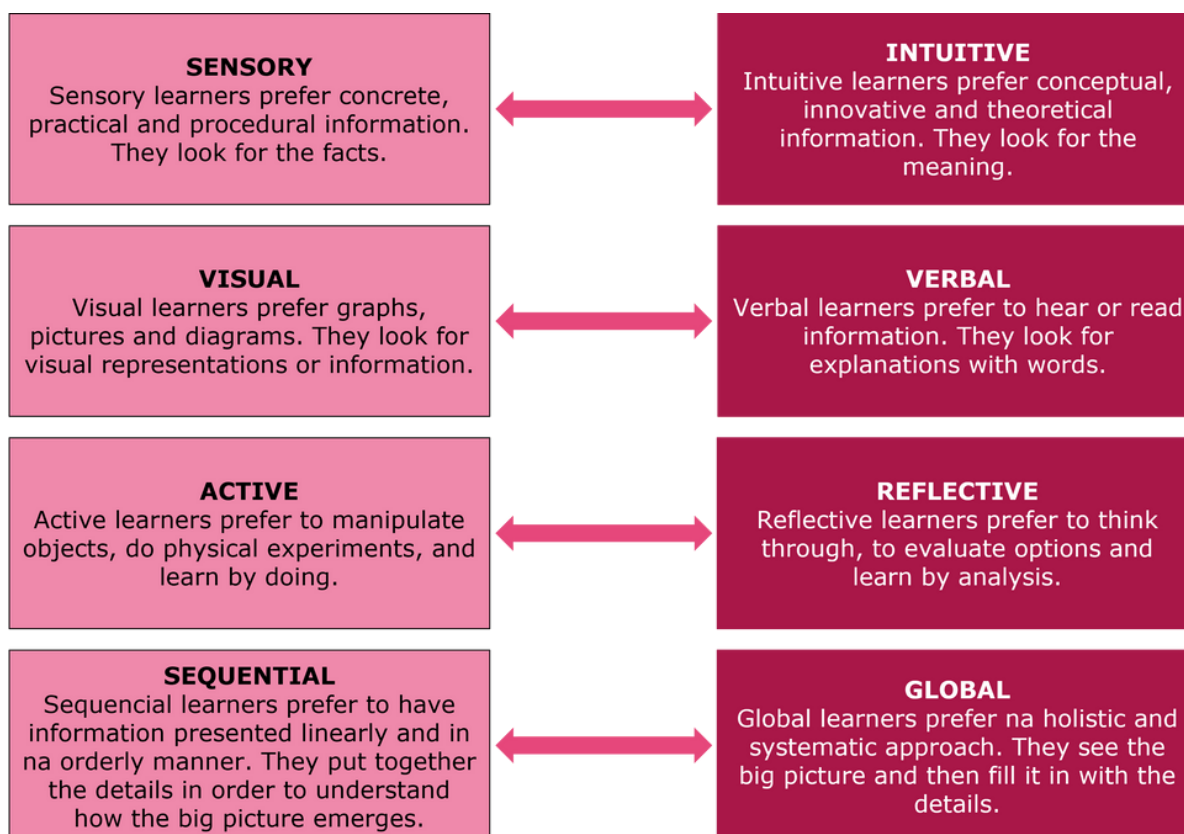 SENSORY
Sensory learners prefer concrete,
practical and procedural information.
They look for the facts.
INTUITIVE
Intuitive learners prefer conceptual,
innovative and theoretical
information. They look for the
meaning.
VISUAL
Visual learners prefer graphs,
pictures and diagrams. They look for
visual representations or information.
VERBAL
Verbal learners prefer to hear or read
information. They look for
explanations with words.
ACTIVE
Active learners prefer to manipulate
objects, do physical experiments, and
learn by doing.
REFLECTIVE
Reflective learners prefer to think
through, to evaluate options and
learn by analysis.
SEQUENTIAL
Sequencial learners prefer to have
information presented linearly and in
na orderly manner. They put together
the details in order to understand
how the big picture emerges.
GLOBAL
Global learners prefer na holistic and
systematic approach. They see the
big picture and then fill it in with the
details.